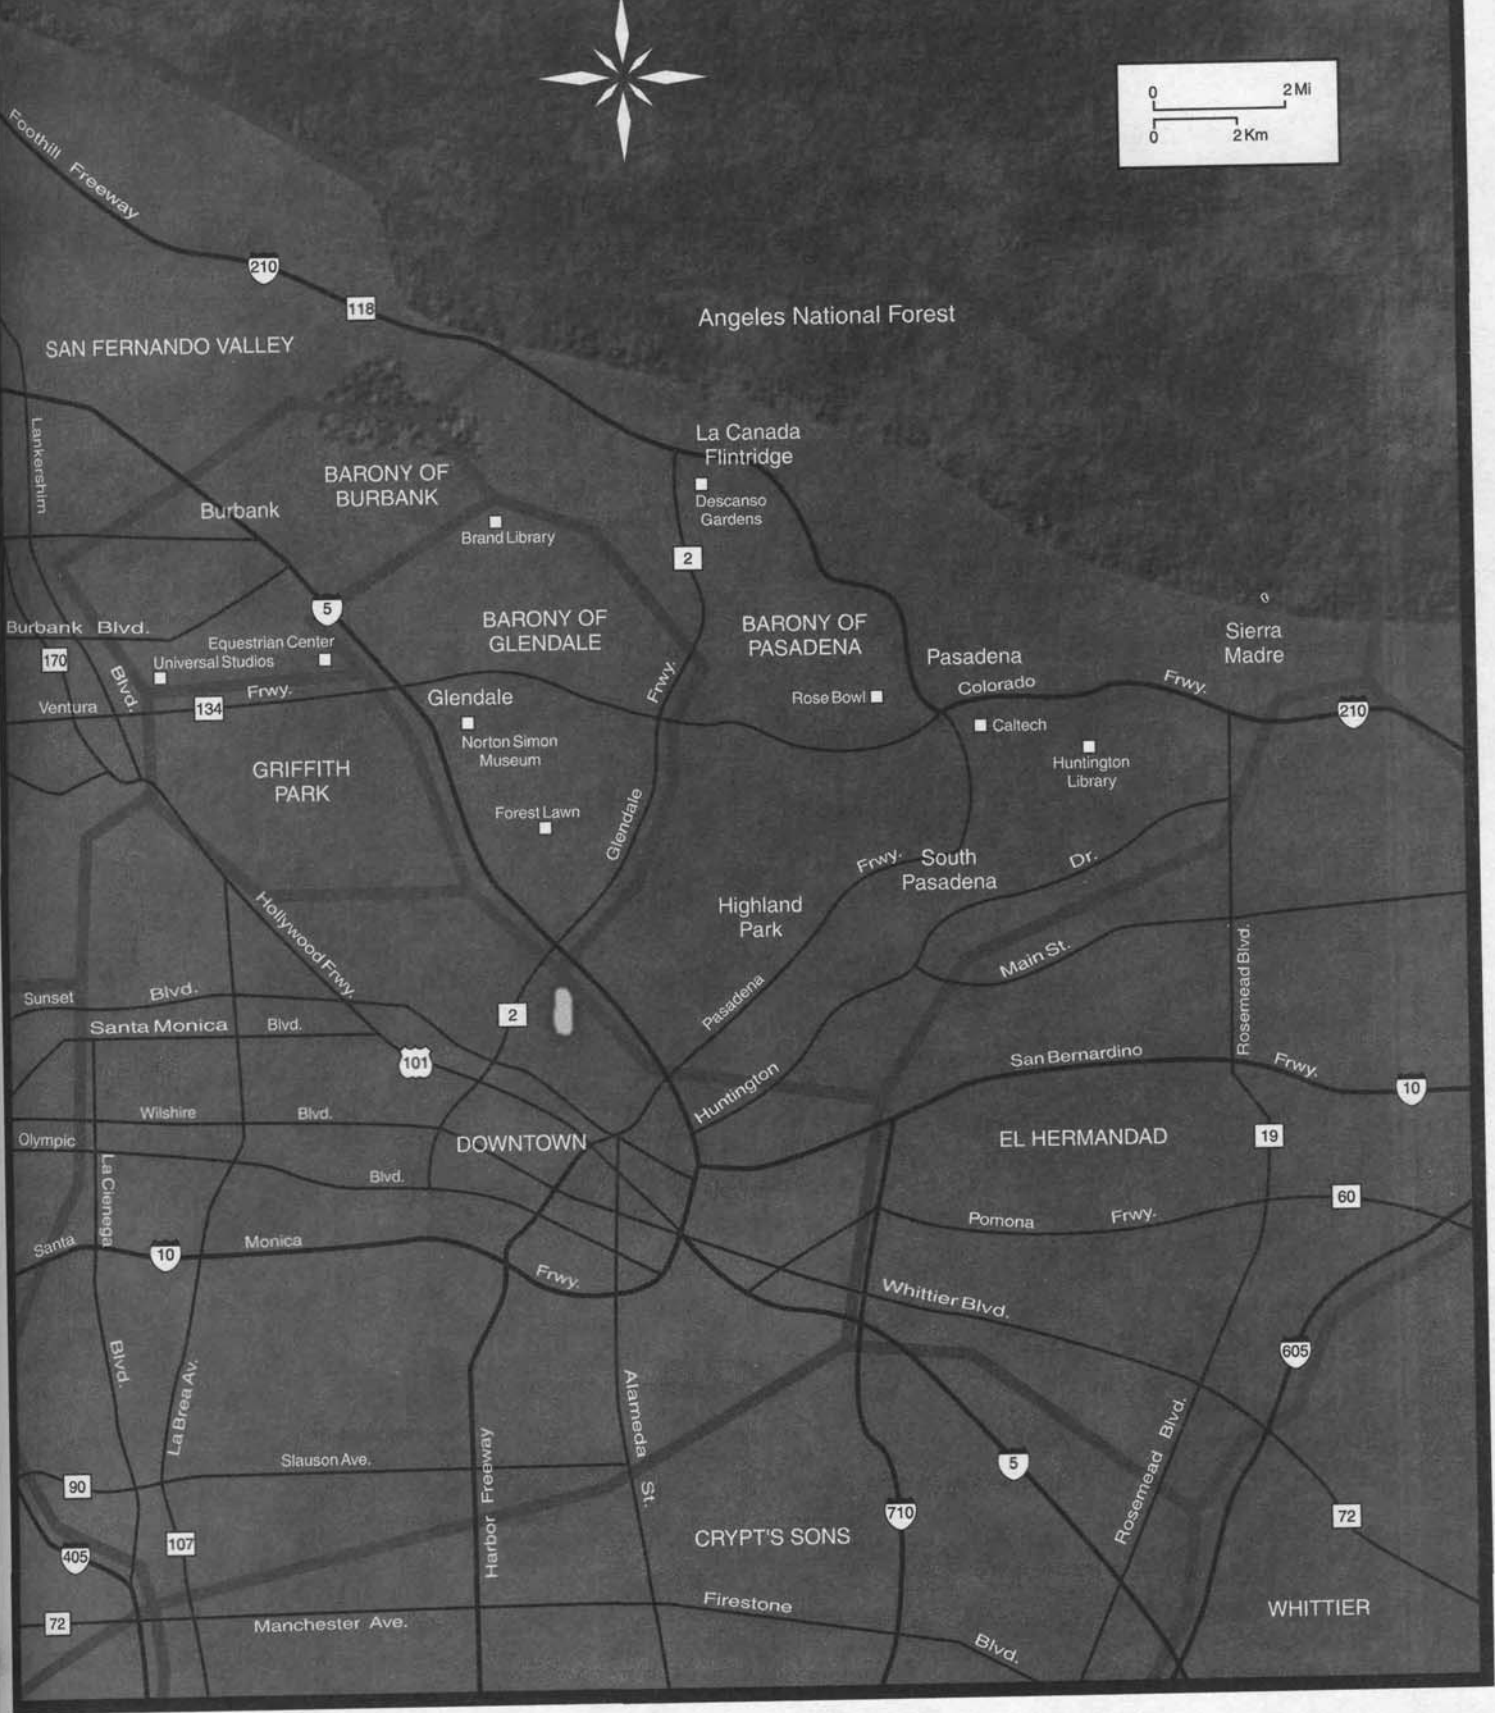 0 2 Mi
0 2 Km
Foothill Freeway
210
118
Angeles National Forest
SAN FERNANDO VALLEY
Lankershim
La Canada
Flintridge
BARONY OF
BURBANK
Burbank
Descanso
Gardens
Brand Library
2
5
Burbank Blvd.
BARONY OF
GLENDALE
BARONY OF
PASADENA
Sierra
Madre
Equestrian Center
Universal Studios
170
Blvd.
Pasadena
Colorado Frwy.
Frwy.
Ventura
134
Frwy.
Glendale
Rose Bowl
210
Caltech
Norton Simon
Museum
Huntington
Library
GRIFFITH
PARK
Forest Lawn
Glendale
Frwy.
South
Pasadena
Dr.
Highland
Park
Hollywood Frwy.
Main St.
Rosemead Blvd.
Sunset Blvd.
Pasadena
2
Santa Monica Blvd.
101
San Bernardino Frwy.
10
Huntington
Wilshire Blvd.
Olympic
DOWNTOWN
EL HERMANDAD
19
La Cienega
Blvd.
60
Pomona Frwy.
Santa
10
Monica
Frwy.
Whittier Blvd.
605
Blvd.
La Brea Av.
Alameda St.
Rosemead Blvd.
Slauson Ave.
Harbor Freeway
5
90
710
72
CRYPT'S SONS
107
405
Firestone
WHITTIER
72
Manchester Ave.
Blvd.